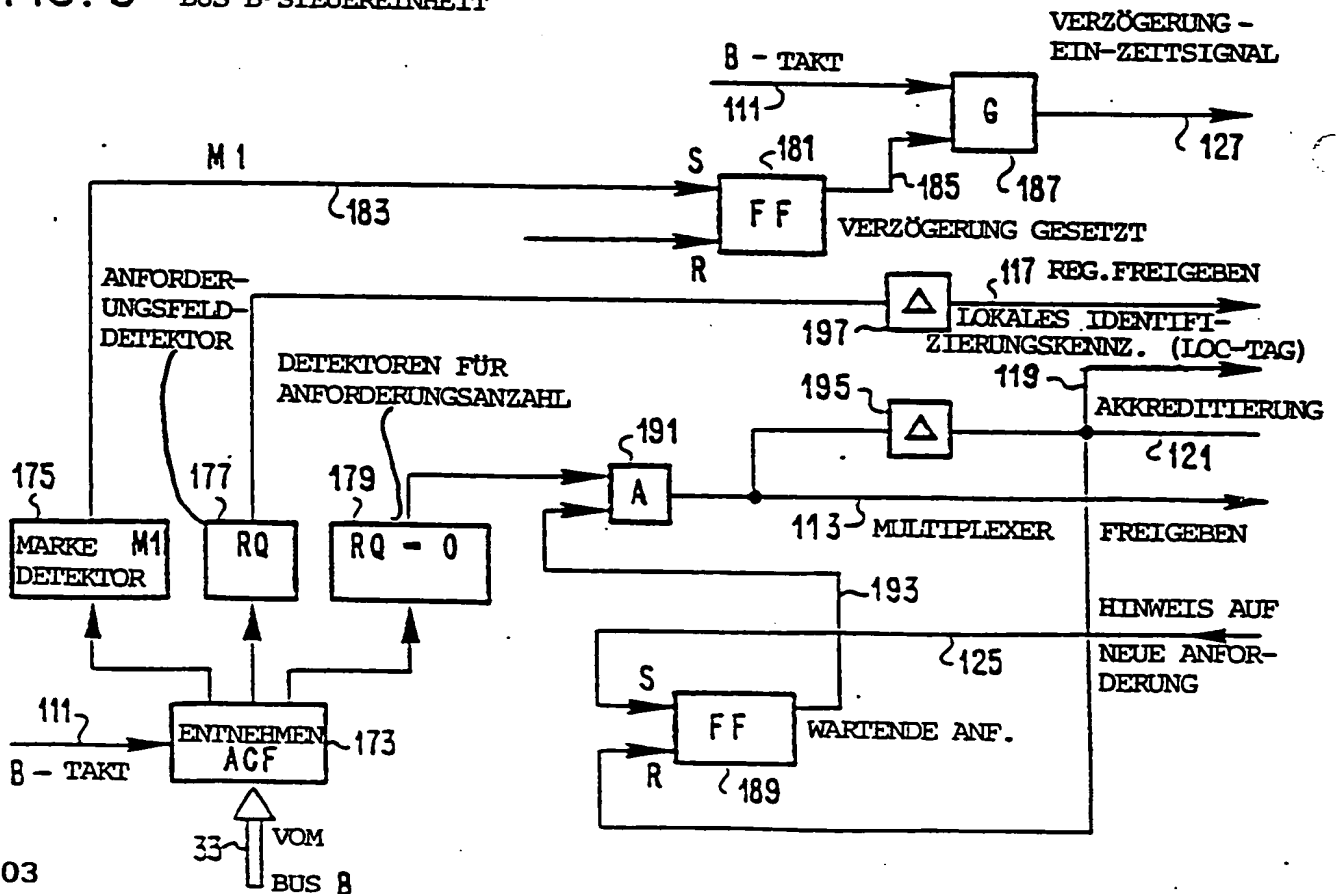 BUS B-STEUEREINHEIT
VERZÖGERUNG-
EIN-ZEITSIGNAL
B - TAKT
111
G
127
187
M1
183
S
181
FF
R
185
VERZÖGERUNG GESETZT
ANFORDER-
UNGSFELD-
DETEKTOR
DETEKTOREN FÜR
ANFORDERUNGSANZAHL
Δ
197
117 REG.FREIGEBEN
LOKALES IDENTIFI-
ZIERUNGSKENNZ. (LOC-TAG)
119
195
Δ
AKKREDITIERUNG
121
191
A
113 MULTIPLEXER FREIGEBEN
175
MARKE M1
DETEKTOR
177
RQ
179
RQ - 0
193
HINWEIS AUF
NEUE ANFOR-
DERUNG
125
S
FF
R
189
WARTENDE ANF.
111
B - TAKT
ENTNEHMEN
ACF
173
33
VOM
BUS B
03